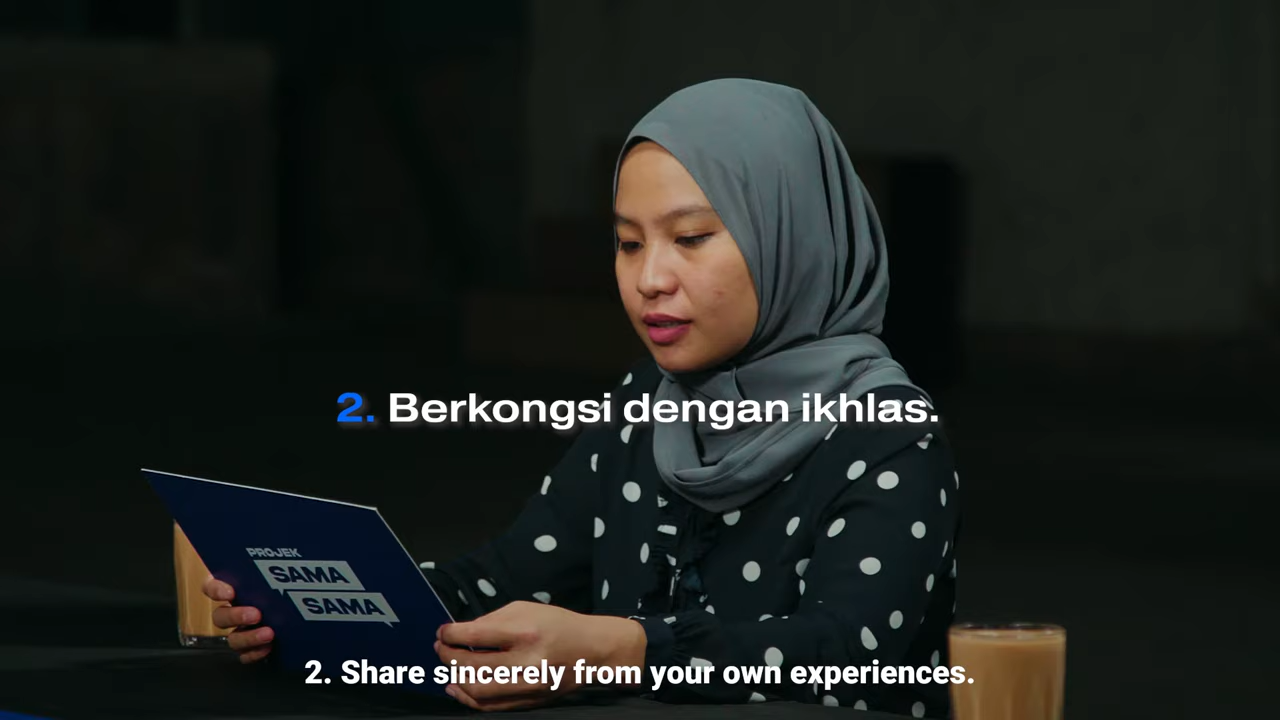 2. Berkongsi dengan ikhlas.
PROJEK
SAMA
SAMA
2. Share sincerely from your own experiences.